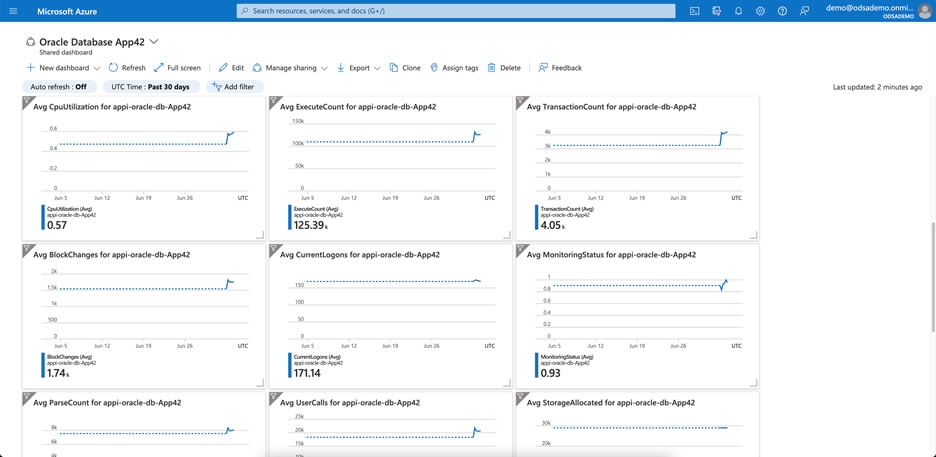 Microsoft Azure
Search resources, services, and docs (G+/)
demo@odsademo.onmi...
ODSADEMO
Oracle Database App42
Shared dashboard
New dashboard
Refresh
Full screen
Edit
Manage sharing
Export
Clone
Assign tags
Delete
Feedback
Auto refresh : Off
UTC Time : Past 30 days
Add filter
Last updated: 2 minutes ago
Avg CpuUtilization for appi-oracle-db-App42
0.6
0.4
0.2
0
Jun 5 Jun 12 Jun 19 Jun 26 UTC
CpuUtilization (Avg)
appi-oracle-db-App42
0.57
Avg ExecuteCount for appi-oracle-db-App42
150k
100k
50k
0
Jun 5 Jun 12 Jun 19 Jun 26 UTC
ExecuteCount (Avg)
appi-oracle-db-App42
125.39 k
Avg TransactionCount for appi-oracle-db-App42
4k
3k
2k
1k
0
Jun 5 Jun 12 Jun 19 Jun 26 UTC
TransactionCount (Avg)
appi-oracle-db-App42
4.05 k
Avg BlockChanges for appi-oracle-db-App42
2k
1.5k
1k
500
0
Jun 5 Jun 12 Jun 19 Jun 26 UTC
BlockChanges (Avg)
appi-oracle-db-App42
1.74 k
Avg CurrentLogons for appi-oracle-db-App42
150
100
50
0
Jun 5 Jun 12 Jun 19 Jun 26 UTC
CurrentLogons (Avg)
appi-oracle-db-App42
171.14
Avg MonitoringStatus for appi-oracle-db-App42
1
0.8
0.6
0.4
0.2
0
Jun 5 Jun 12 Jun 19 Jun 26 UTC
MonitoringStatus (Avg)
appi-oracle-db-App42
0.93
Avg ParseCount for appi-oracle-db-App42
8k
6k
Avg UserCalls for appi-oracle-db-App42
25k
20k
15k
Avg StorageAllocated for appi-oracle-db-App42
30k
20k